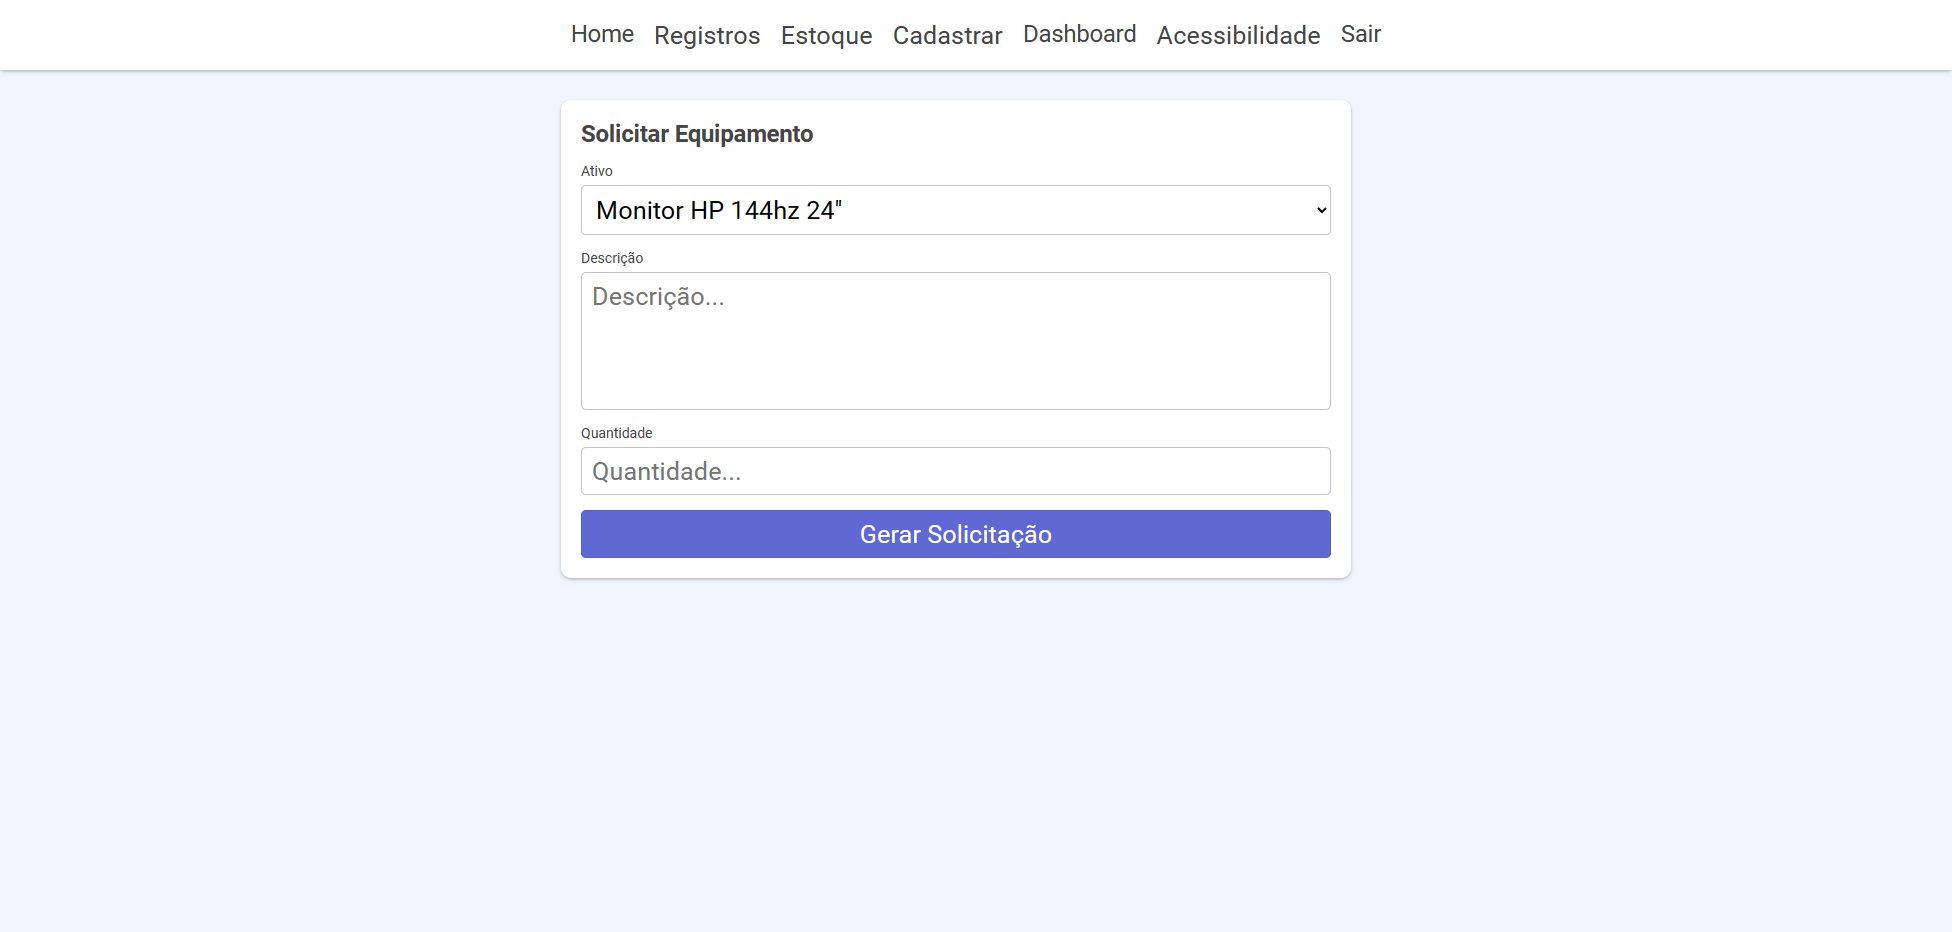 Home Registros Estoque Cadastrar Dashboard Acessibilidade Sair
Solicitar Equipamento
Ativo
Monitor HP 144hz 24"
Descrição
Descrição...
Quantidade
Quantidade...
Gerar Solicitação